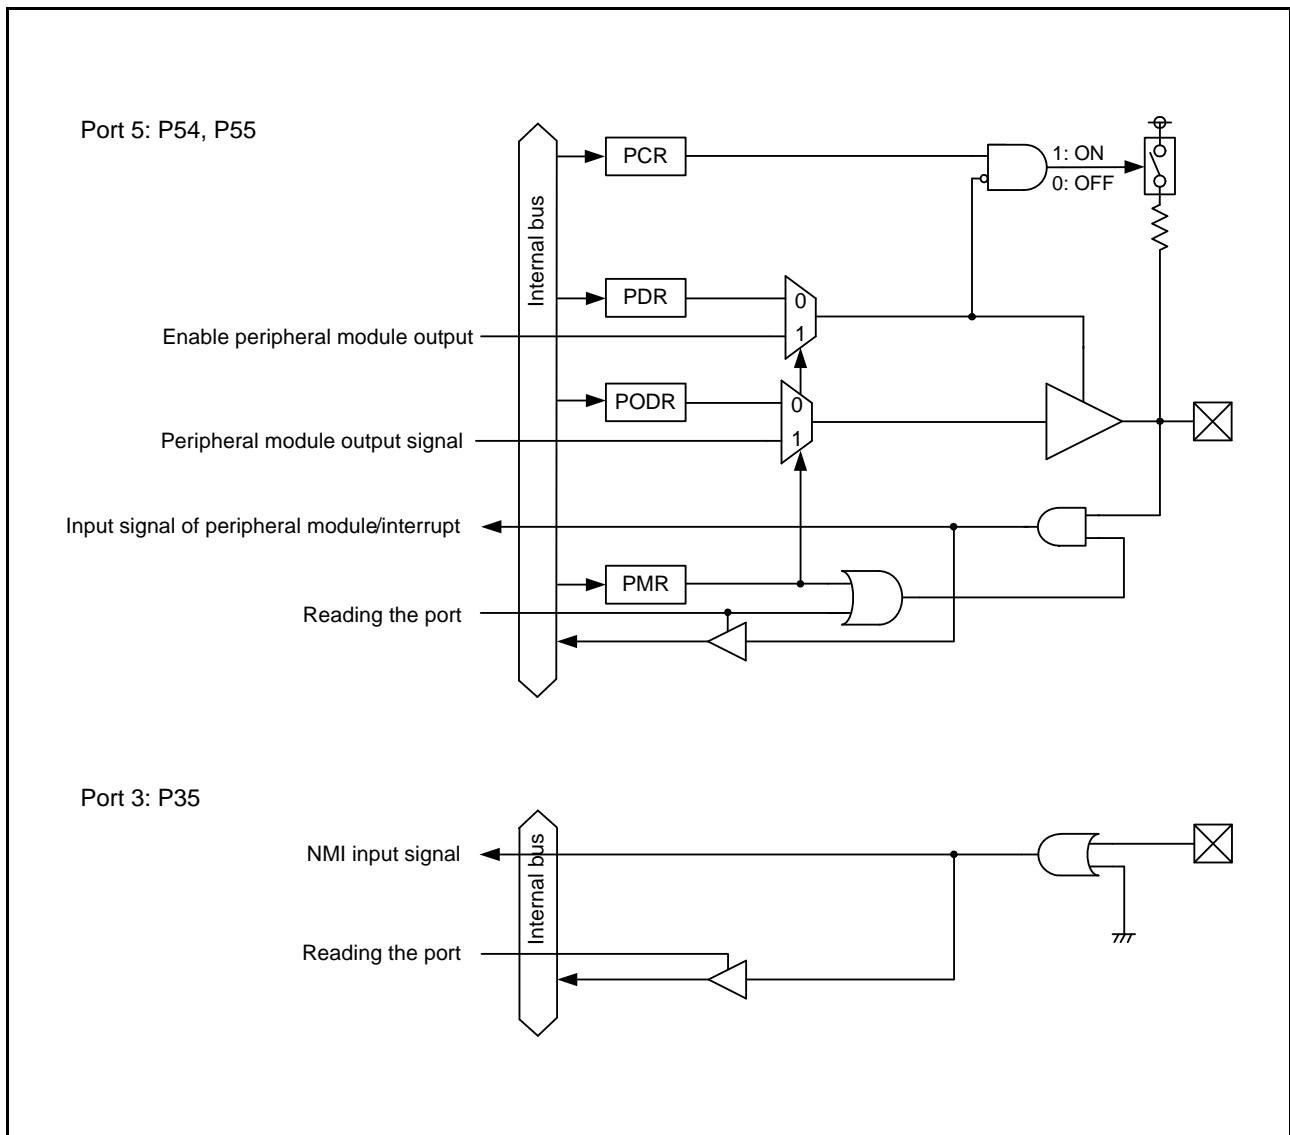 Port 5: P54, P55
PCR
1: ON
0: OFF
Internal bus
PDR
0
Enable peripheral module output
1
PODR
0
Peripheral module output signal
1
Input signal of peripheral module/interrupt
PMR
Reading the port
Port 3: P35
Internal bus
NMI input signal
Reading the port